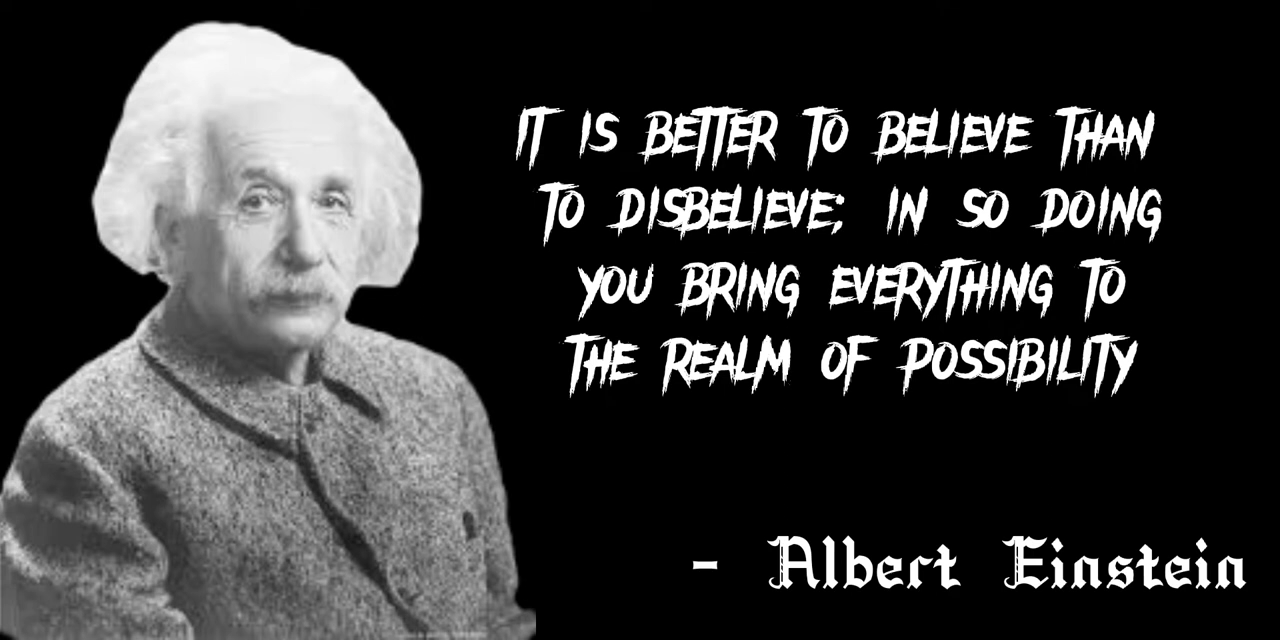 IT IS BETTER TO BELIEVE THAN
TO DISBELIEVE; IN SO DOING
YOU BRING EVERYTHING TO
THE REALM OF POSSIBILITY
- Albert Einstein